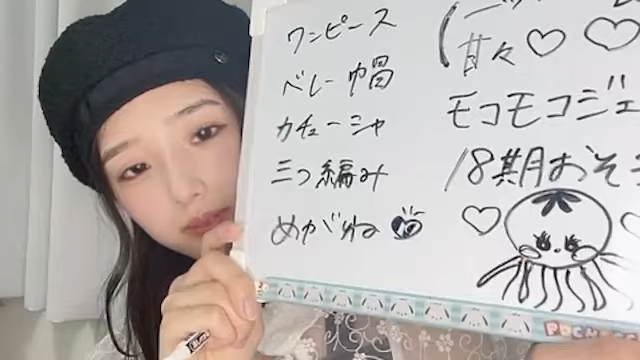 ワンピース
ベレー帽
カチューシャ
三つ編み
めがね
甘々
モコモコジェ
18期おそ
POCHACCO